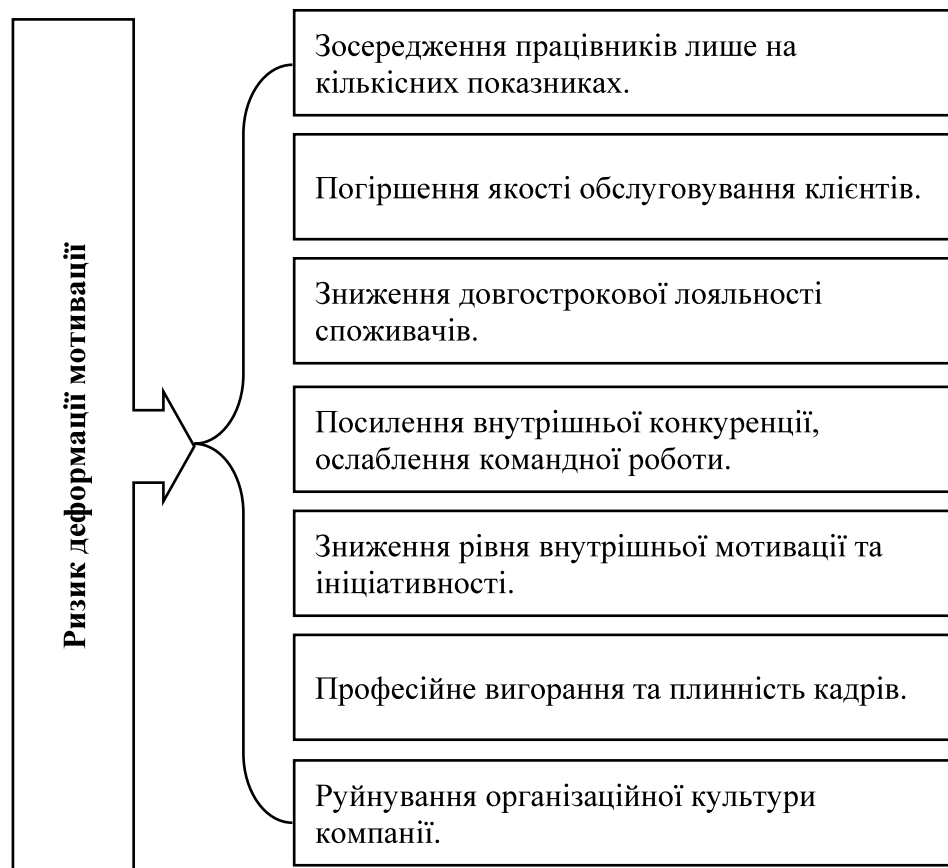 Ризик деформації мотивації
Зосередження працівників лише на
кількісних показниках.
Погіршення якості обслуговування клієнтів.
Зниження довгострокової лояльності
споживачів.
Посилення внутрішньої конкуренції,
ослаблення командної роботи.
Зниження рівня внутрішньої мотивації та
ініціативності.
Професійне вигорання та плинність кадрів.
Руйнування організаційної культури
компанії.